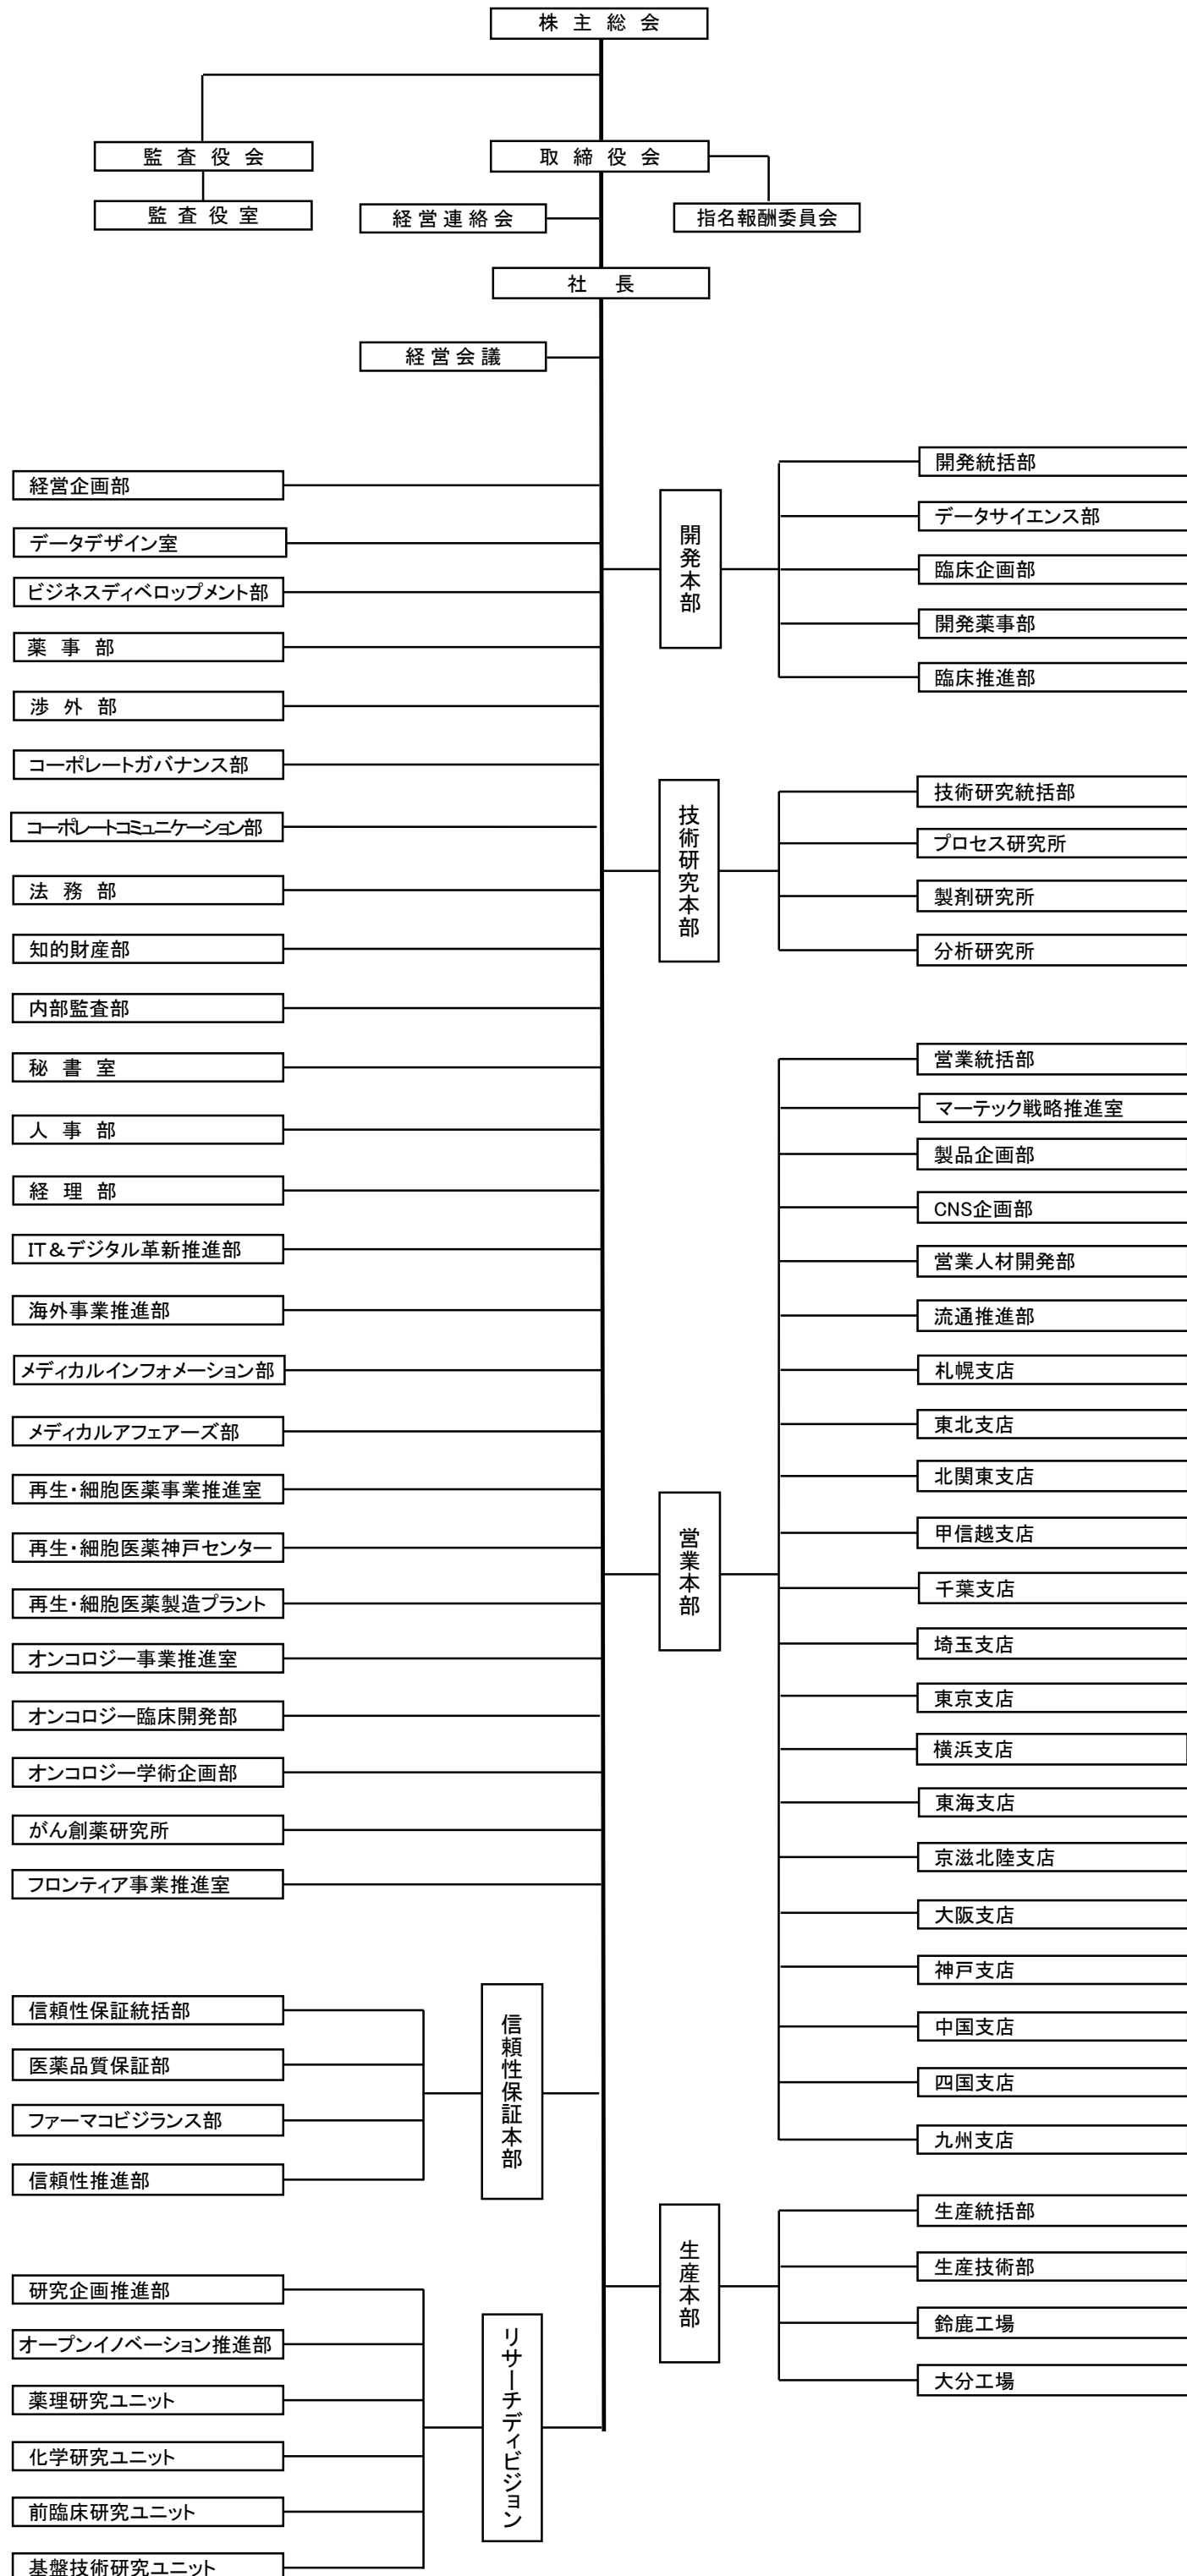 株主総会
監査役会
取締役会
監査役室
経営連絡会
指名報酬委員会
社長
経営会議
経営企画部
データデザイン室
ビジネスディベロップメント部
薬事部
渉外部
コーポレートガバナンス部
コーポレートコミュニケーション部
法務部
知的財産部
内部監査部
秘書室
人事部
経理部
IT＆デジタル革新推進部
海外事業推進部
メディカルインフォメーション部
メディカルアフェアーズ部
再生・細胞医薬事業推進室
再生・細胞医薬神戸センター
再生・細胞医薬製造プラント
オンコロジー事業推進室
オンコロジー臨床開発部
オンコロジー学術企画部
がん創薬研究所
フロンティア事業推進室
信頼性保証本部
信頼性保証統括部
医薬品質保証部
ファーマコビジランス部
信頼性推進部
リサーチディビジョン
研究企画推進部
オープンイノベーション推進部
薬理研究ユニット
化学研究ユニット
前臨床研究ユニット
基盤技術研究ユニット
開発本部
開発統括部
データサイエンス部
臨床企画部
開発薬事部
臨床推進部
技術研究本部
技術研究統括部
プロセス研究所
製剤研究所
分析研究所
営業本部
営業統括部
マーテック戦略推進室
製品企画部
CNS企画部
営業人材開発部
流通推進部
札幌支店
東北支店
北関東支店
甲信越支店
千葉支店
埼玉支店
東京支店
横浜支店
東海支店
京滋北陸支店
大阪支店
神戸支店
中国支店
四国支店
九州支店
生産本部
生産統括部
生産技術部
鈴鹿工場
大分工場